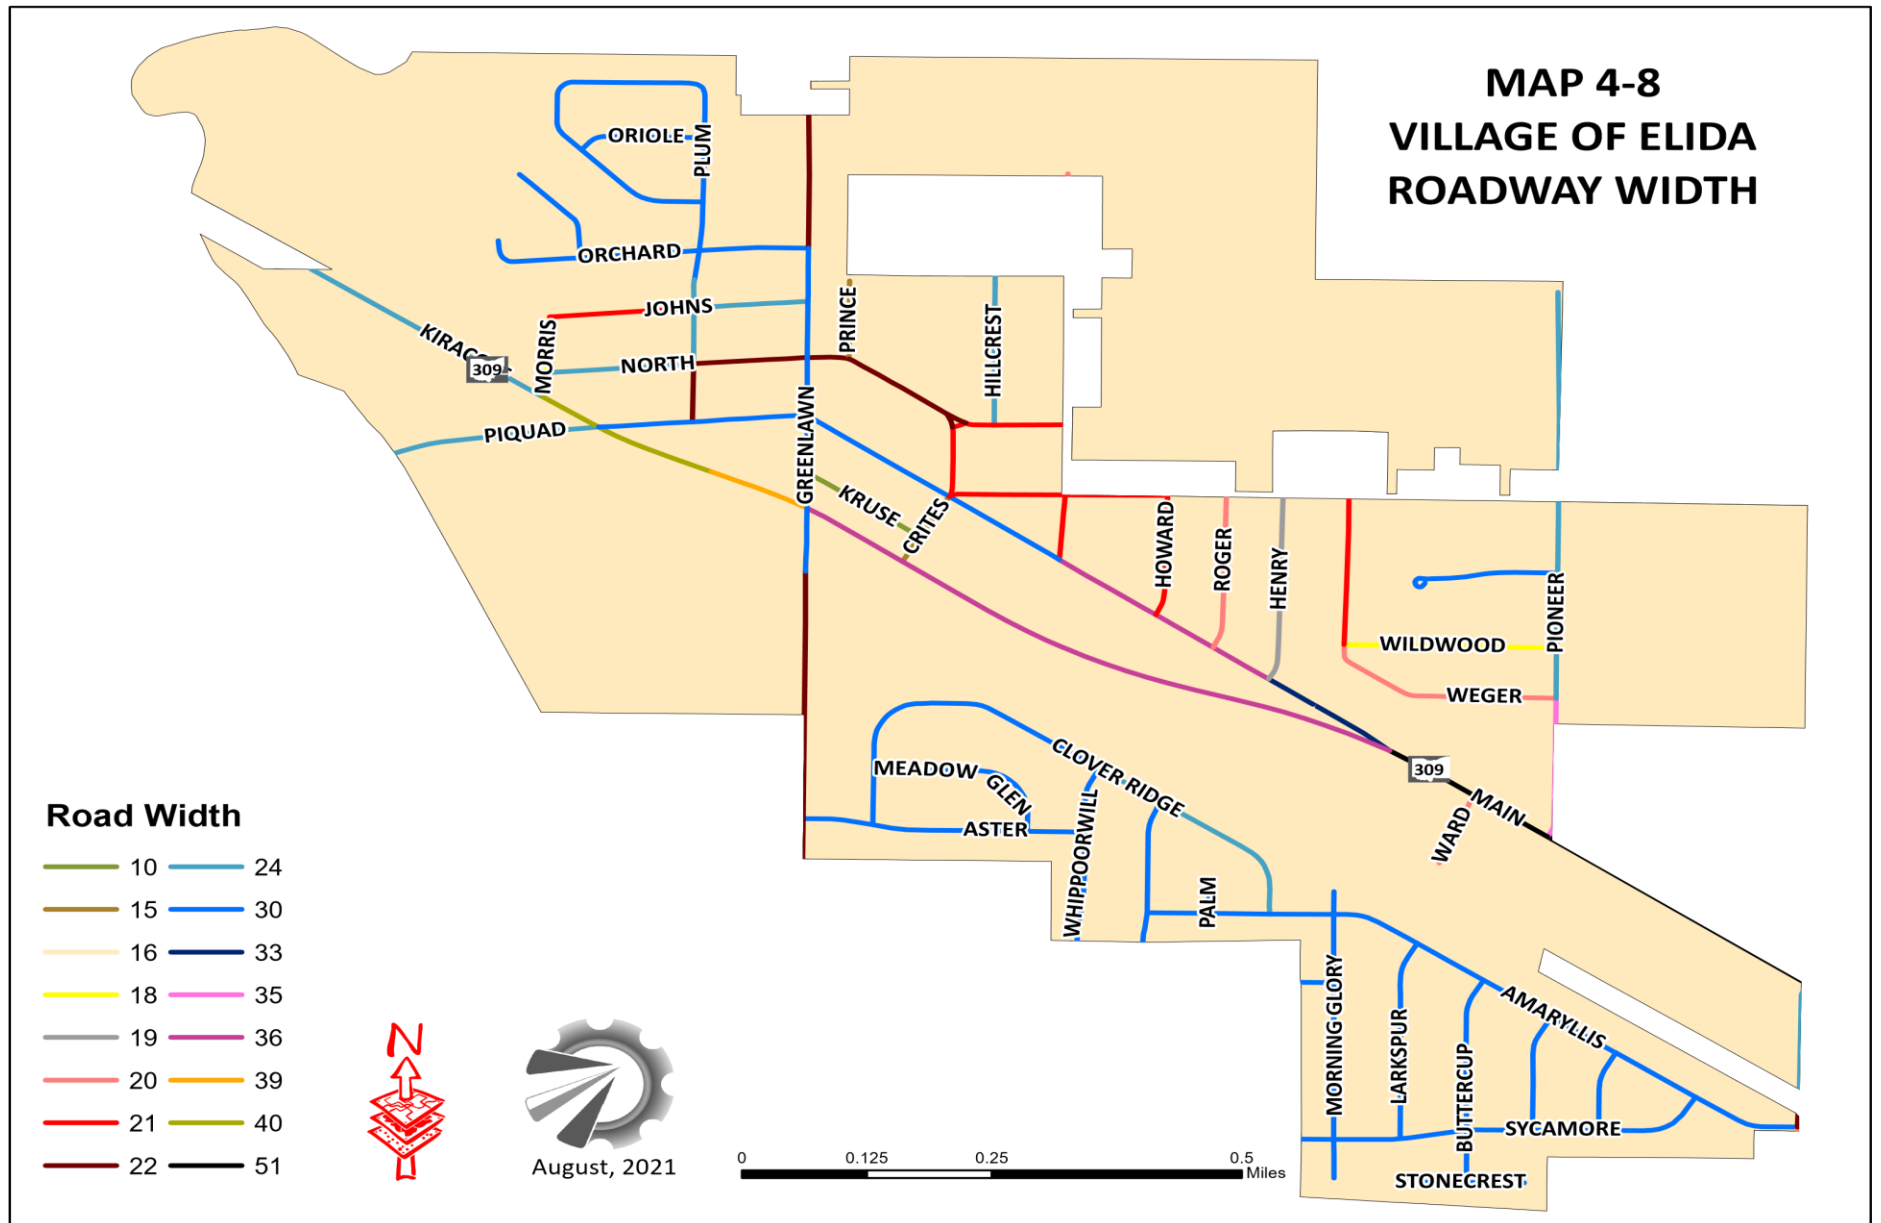 MAP 4-8
VILLAGE OF ELIDA
ROADWAY WIDTH
ORIOLE
PLUM
ORCHARD
JOHNS
PRINCE
HILLCREST
MORRIS
309
NORTH
PIQUAD
GREENLAWN
KRUSE
CRITES
HOWARD
ROGER
HENRY
PIONEER
WILDWOOD
WEGER
CLOVER RIDGE
MEADOW GLEN
ASTER
WHIPPOORWILL
309
MAIN
WARD
PALM
MORNING GLORY
LARKSPUR
BUTTERCUP
AMARYLLIS
SYCAMORE
STONECREST
Road Width
10 24
15 30
16 33
18 35
19 36
20 39
21 40
22 51
N
August, 2021
0 0.125 0.25 0.5
Miles